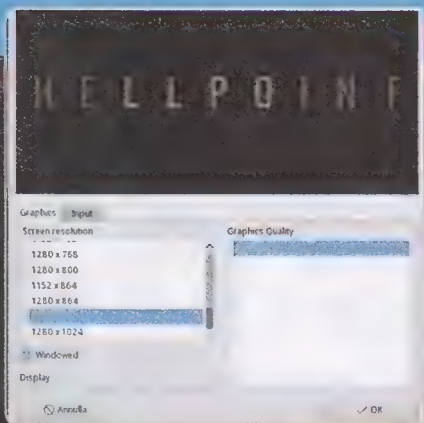 HELLPOINT
Graphics Input
Screen resolution
Graphics Quality
1280 x 768
1280 x 800
1152 x 864
1280 x 864
1280 x 1024
Windowed
Display
Annulla
OK